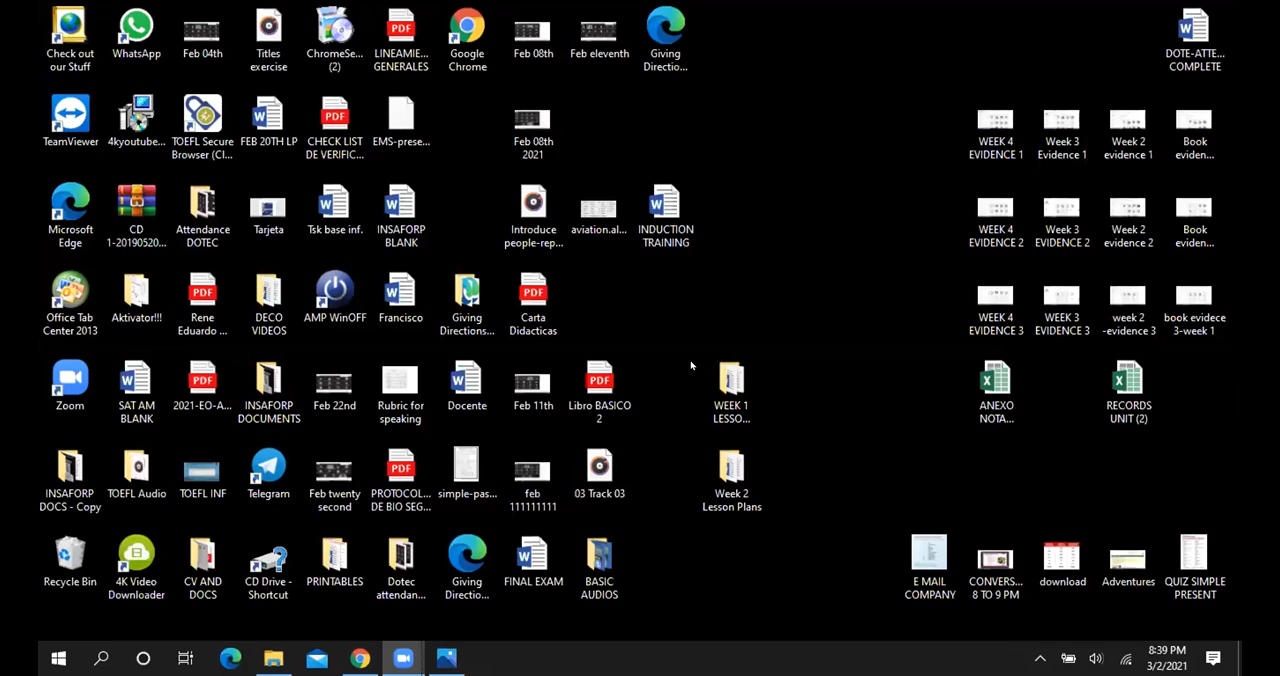 Check out
our Stuff
WhatsApp
Feb 04th
Titles
exercise
ChromeSe...
(2)
LINEAMIE...
GENERALES
Google
Chrome
Feb 08th
Feb eleventh
Giving
Directio...
DOTE-ATTE...
COMPLETE
TeamViewer
4kyoutube...
TOEFL Secure
Browser (Cl...
FEB 20TH LP
CHECK LIST
DE VERIFIC...
EMS-prese...
Feb 08th
2021
WEEK 4
EVIDENCE 1
Week 3
Evidence 1
Week 2
evidence 1
Book
eviden...
Microsoft
Edge
CD
1-20190520...
Attendance
DOTEC
Tarjeta
Tsk base inf.
INSAFORP
BLANK
Introduce
people-rep...
aviation.al...
INDUCTION
TRAINING
WEEK 4
EVIDENCE 2
Week 3
EVIDENCE 2
Week 2
evidence 2
Book
eviden...
Office Tab
Center 2013
Aktivator!!!
PDF
Rene
Eduardo ...
DECO
VIDEOS
AMP WinOFF
Francisco
Giving
Directions...
PDF
Carta
Didacticas
WEEK 4
EVIDENCE 3
WEEK 3
EVIDENCE 3
week 2
-evidence 3
book evidece
3-week 1
Zoom
SAT AM
BLANK
PDF
2021-EO-A...
INSAFORP
DOCUMENTS
Feb 22nd
Rubric for
speaking
Docente
Feb 11th
PDF
Libro BASICO
2
WEEK 1
LESSO...
ANEXO
NOTA...
RECORDS
UNIT (2)
INSAFORP
DOCS - Copy
TOEFL Audio
TOEFL INF
Telegram
Feb twenty
second
PDF
PROTOCOL...
DE BIO SEG...
simple-pas...
feb
111111111
03 Track 03
Week 2
Lesson Plans
Recycle Bin
4K Video
Downloader
CV AND
DOCS
CD Drive -
Shortcut
PRINTABLES
Dotec
attendan...
Giving
Directio...
FINAL EXAM
BASIC
AUDIOS
E MAIL
COMPANY
CONVERS...
8 TO 9 PM
download
Adventures
QUIZ SIMPLE
PRESENT
8:39 PM
3/2/2021